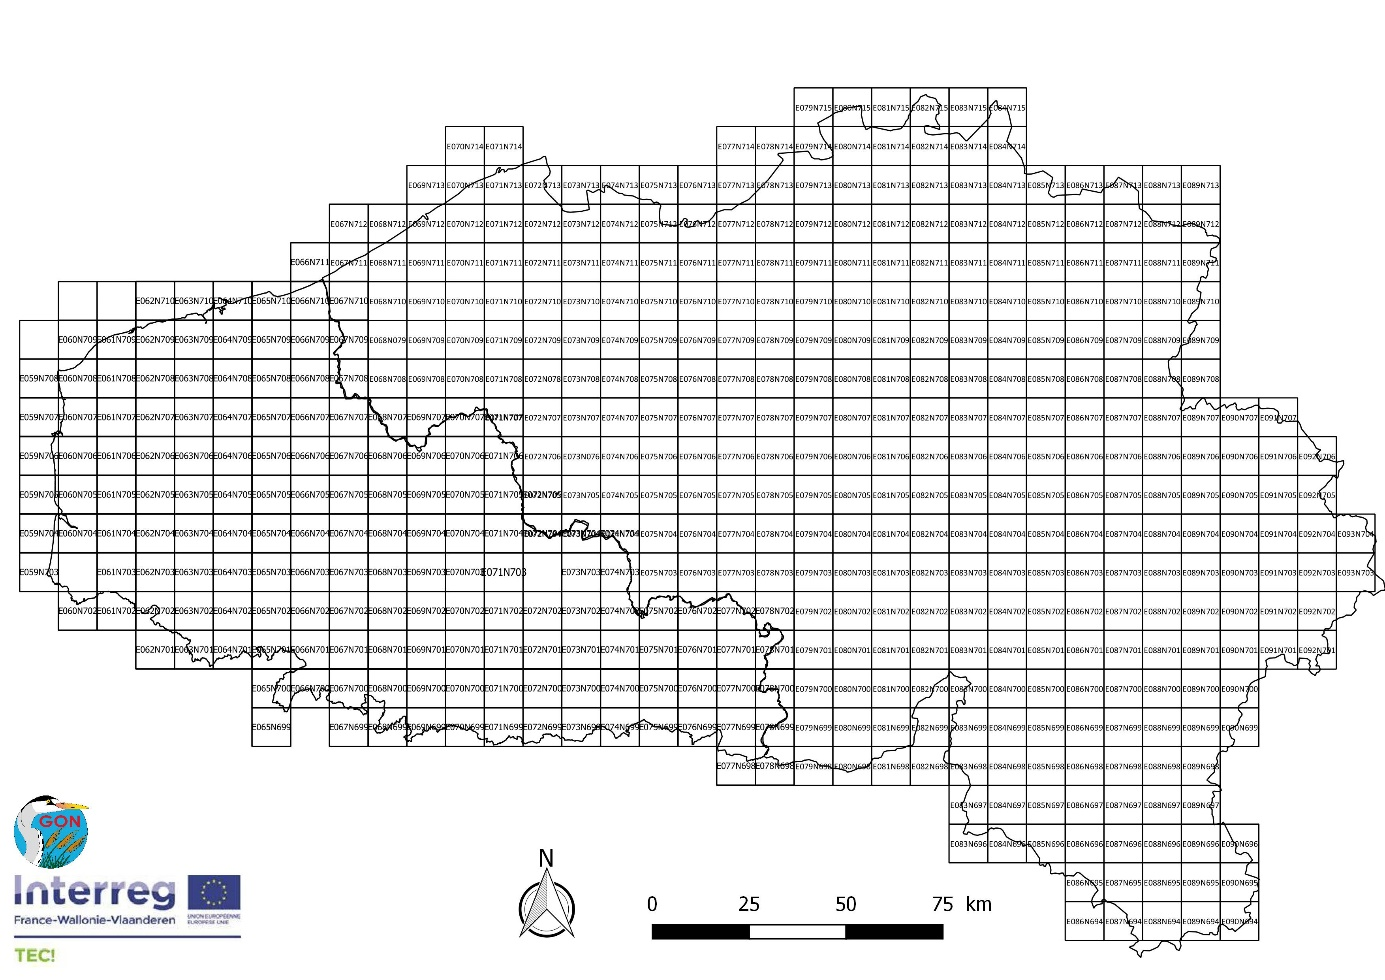 E079N715 E080N715 E081N715 E082N715 E083N715 E084N715
E070N714 E071N714 E077N714 E078N714 E079N714 E080N714 E081N714 E082N714 E083N714 E084N714
E069N713 E070N713 E071N713 E072N713 E073N713 E074N713 E075N713 E076N713 E077N713 E078N713 E079N713 E080N713 E081N713 E082N713 E083N713 E084N713 E085N713 E086N713 E087N713 E088N713 E089N713
E067N712 E068N712 E069N712 E070N712 E071N712 E072N712 E073N712 E074N712 E075N712 E076N712 E077N712 E078N712 E079N712 E080N712 E081N712 E082N712 E083N712 E084N712 E085N712 E086N712 E087N712 E088N712 E089N712
E066N711 E067N711 E068N711 E069N711 E070N711 E071N711 E072N711 E073N711 E074N711 E075N711 E076N711 E077N711 E078N711 E079N711 E080N711 E081N711 E082N711 E083N711 E084N711 E085N711 E086N711 E087N711 E088N711 E089N711
E062N710 E063N710 E064N710 E065N710 E066N710 E067N710 E068N710 E069N710 E070N710 E071N710 E072N710 E073N710 E074N710 E075N710 E076N710 E077N710 E078N710 E079N710 E080N710 E081N710 E082N710 E083N710 E084N710 E085N710 E086N710 E087N710 E088N710 E089N710
E060N709 E061N709 E062N709 E063N709 E064N709 E065N709 E066N709 E067N709 E068N079 E069N709 E070N709 E071N709 E072N709 E073N709 E074N709 E075N709 E076N709 E077N709 E078N709 E079N709 E080N709 E081N709 E082N709 E083N709 E084N709 E085N709 E086N709 E087N709 E088N709 E089N709
E059N708 E060N708 E061N708 E062N708 E063N708 E064N708 E065N708 E066N708 E067N708 E068N708 E069N708 E070N708 E071N708 E072N078 E073N708 E074N708 E075N708 E076N708 E077N708 E078N708 E079N708 E080N708 E081N708 E082N708 E083N708 E084N708 E085N708 E086N708 E087N708 E088N708 E089N708
E059N707 E060N707 E061N707 E062N707 E063N707 E064N707 E065N707 E066N707 E067N707 E068N707 E069N707 E070N707 E071N707 E072N707 E073N707 E074N707 E075N707 E076N707 E077N707 E078N707 E079N707 E080N707 E081N707 E082N707 E083N707 E084N707 E085N707 E086N707 E087N707 E088N707 E089N707 E090N707 E091N707
E059N706 E060N706 E061N706 E062N706 E063N706 E064N706 E065N706 E066N706 E067N706 E068N706 E069N706 E070N706 E071N706 E072N706 E073N076 E074N706 E075N706 E076N706 E077N706 E078N706 E079N706 E080N706 E081N706 E082N706 E083N706 E084N706 E085N706 E086N706 E087N706 E088N706 E089N706 E090N706 E091N706 E092N706
E059N705 E060N705 E061N705 E062N705 E063N705 E064N705 E065N705 E066N705 E067N705 E068N705 E069N705 E070N705 E071N705 E072N705 E073N705 E074N705 E075N705 E076N705 E077N705 E078N705 E079N705 E080N705 E081N705 E082N705 E083N705 E084N705 E085N705 E086N705 E087N705 E088N705 E089N705 E090N705 E091N705 E092N705
E059N704 E060N704 E061N704 E062N704 E063N704 E064N704 E065N704 E066N704 E067N704 E068N704 E069N704 E070N704 E071N704 E072N704 E073N704 E074N704 E075N704 E076N704 E077N704 E078N704 E079N704 E080N704 E081N704 E082N704 E083N704 E084N704 E085N704 E086N704 E087N704 E088N704 E089N704 E090N704 E091N704 E092N704 E093N704
E059N703 E061N703 E062N703 E063N703 E064N703 E065N703 E066N703 E067N703 E068N703 E069N703 E070N703 E071N703 E073N703 E074N703 E075N703 E076N703 E077N703 E078N703 E079N703 E080N703 E081N703 E082N703 E083N703 E084N703 E085N703 E086N703 E087N703 E088N703 E089N703 E090N703 E091N703 E092N703 E093N703
E060N702 E061N702 E062N702 E063N702 E064N702 E065N702 E066N702 E067N702 E068N702 E069N702 E070N702 E071N702 E072N702 E073N702 E074N702 E075N702 E076N702 E077N702 E078N702 E079N702 E080N702 E081N702 E082N702 E083N702 E084N702 E085N702 E086N702 E087N702 E088N702 E089N702 E090N702 E091N702 E092N702
E062N701 E063N701 E064N701 E065N701 E066N701 E067N701 E068N701 E069N701 E070N701 E071N701 E072N701 E073N701 E074N701 E075N701 E076N701 E077N701 E078N701 E079N701 E080N701 E081N701 E082N701 E083N701 E084N701 E085N701 E086N701 E087N701 E088N701 E089N701 E090N701 E091N701 E092N701
E065N700 E066N700 E067N700 E068N700 E069N700 E070N700 E071N700 E072N700 E073N700 E074N700 E075N700 E076N700 E077N700 E078N700 E079N700 E080N700 E081N700 E082N700 E083N700 E084N700 E085N700 E086N700 E087N700 E088N700 E089N700 E090N700
E065N699 E067N699 E068N699 E069N699 E070N699 E071N699 E072N699 E073N699 E074N699 E075N699 E076N699 E077N699 E078N699 E079N699 E080N699 E081N699 E082N699 E083N699 E084N699 E085N699 E086N699 E087N699 E088N699 E089N699 E090N699
E077N698 E078N698 E079N698 E080N698 E081N698 E082N698 E083N698 E084N698 E085N698 E086N698 E087N698 E088N698 E089N698
E083N697 E084N697 E085N697 E086N697 E087N697 E088N697 E089N697
E083N696 E084N696 E085N696 E086N696 E087N696 E088N696 E089N696 E090N696
E086N695 E087N695 E088N695 E089N695 E090N695
E086N694 E087N694 E088N694 E089N694 E090N694
GON
Interreg
France-Wallonie-Vlaanderen
UNION EUROPÉENNE
EUROPESE UNIE
TEC!
N
0 25 50 75 km